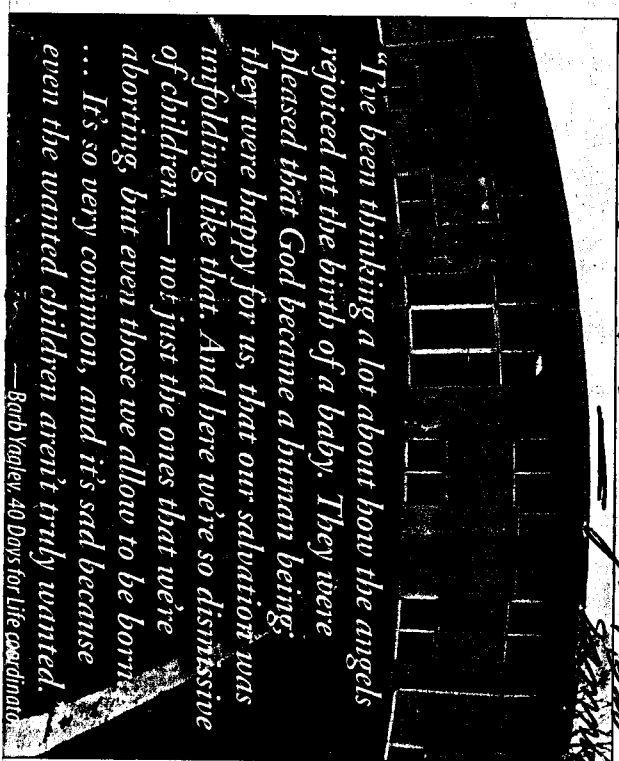 “I've been thinking a lot about how the angels
rejoiced at the birth of a baby. They were
pleased that God became a human being;
they were happy for us, that our salvation was
unfolding like that. And here we're so dismissive
of children — not just the ones that we're
aborting, but even those we allow to be born
… It's so very common, and it's sad because
even the wanted children aren't truly wanted.
—Barb Yagley, 40 Days for Life coordinator